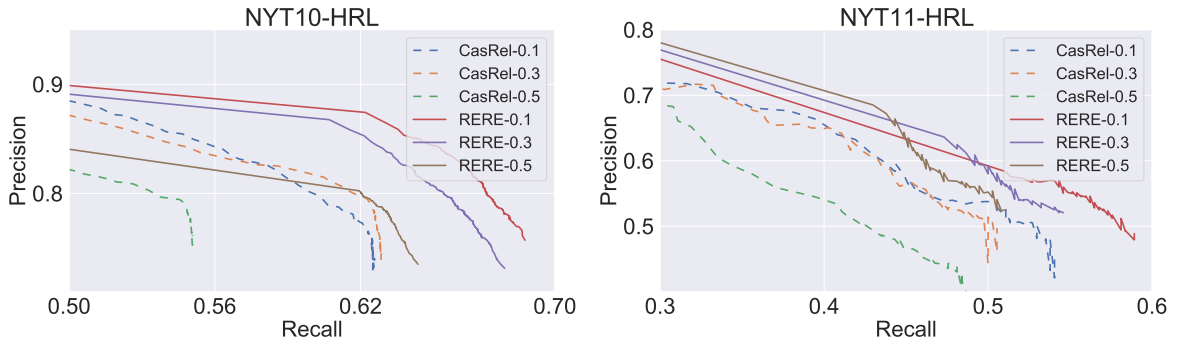 NYT10-HRL
Precision
0.9
0.8
CasRel-0.1
CasRel-0.3
CasRel-0.5
RERE-0.1
RERE-0.3
RERE-0.5
0.50
0.56
0.62
0.70
Recall
NYT11-HRL
Precision
0.8
0.7
0.6
0.5
CasRel-0.1
CasRel-0.3
CasRel-0.5
RERE-0.1
RERE-0.3
RERE-0.5
0.3
0.4
0.5
0.6
Recall